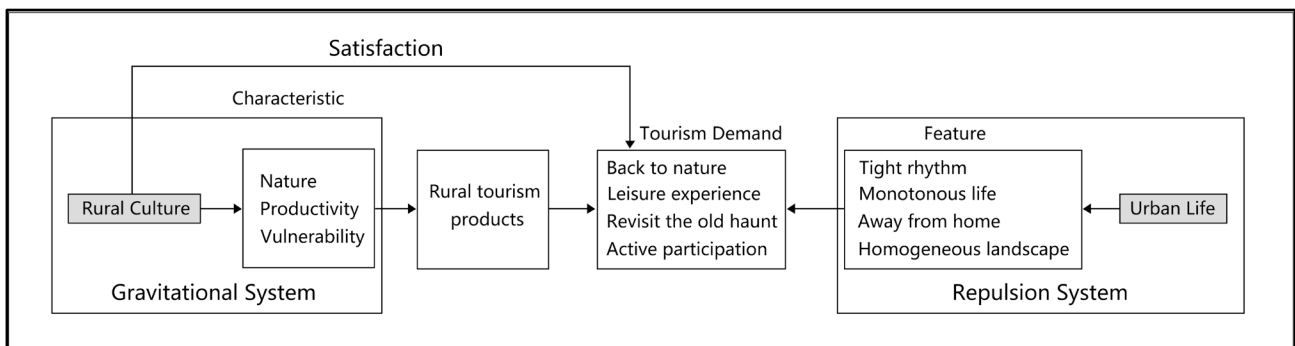 Satisfaction
Characteristic
Rural Culture
Nature
Productivity
Vulnerability
Gravitational System
Rural tourism
products
Tourism Demand
Back to nature
Leisure experience
Revisit the old haunt
Active participation
Feature
Tight rhythm
Monotonous life
Away from home
Homogeneous landscape
Urban Life
Repulsion System